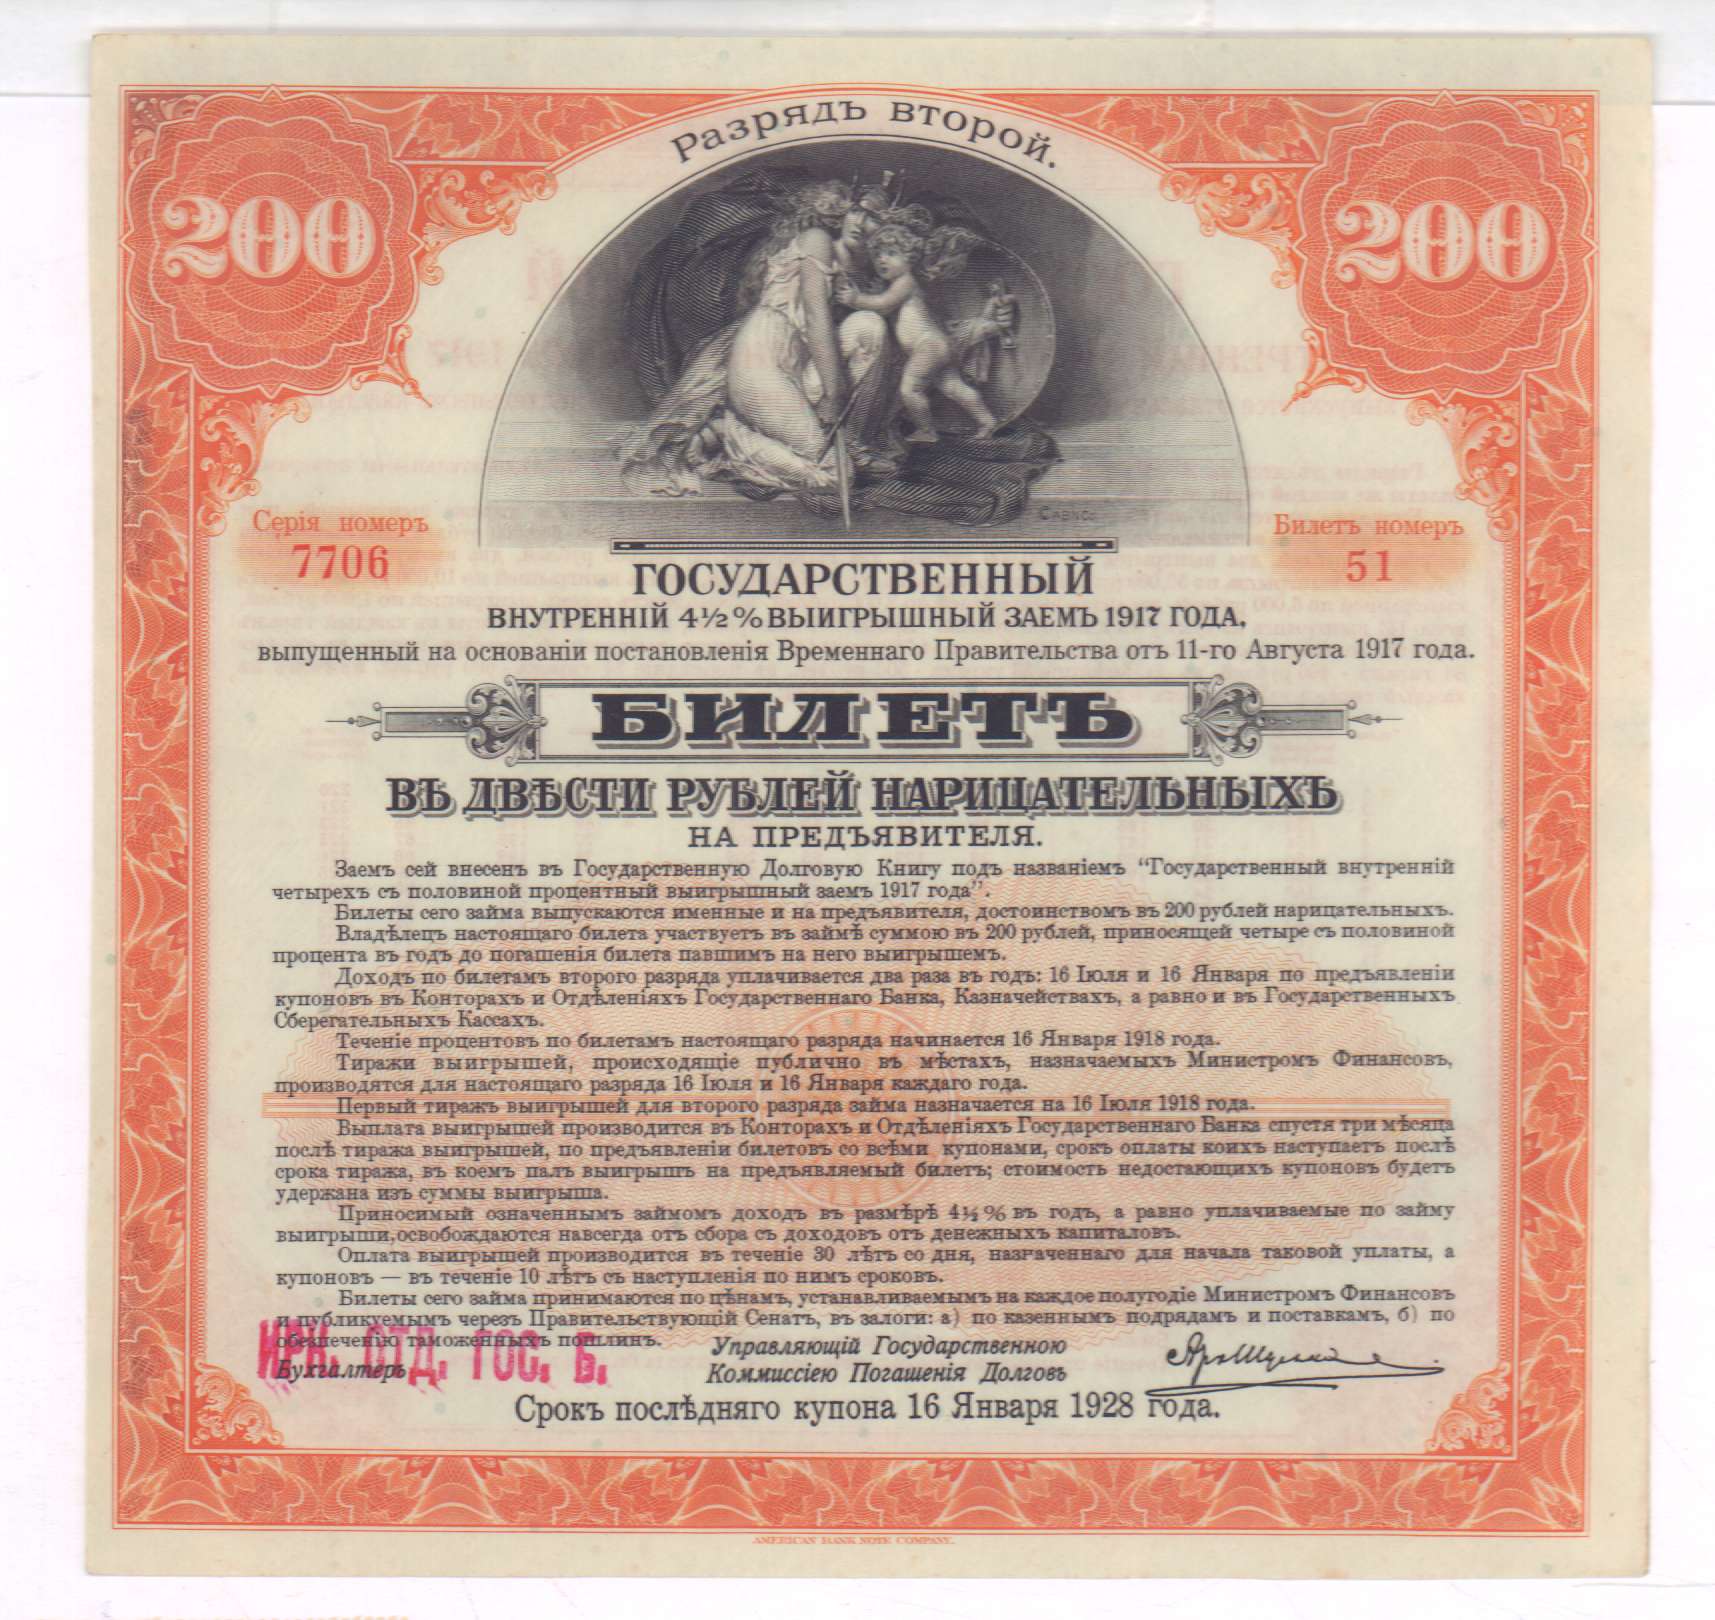 Разрядъ второй.
200
200
Серія номеръ
7706
Билетъ номеръ
51
ГОСУДАРСТВЕННЫЙ
ВНУТРЕННІЙ 4½% ВЫИГРЫШНЫЙ ЗАЕМЪ 1917 ГОДА,
выпущенный на основаніи постановленія Временнаго Правительства отъ 11-го Августа 1917 года.
БИЛЕТЪ
ВЪ ДВѢСТИ РУБЛЕЙ НАРИЦАТЕЛЬНЫХЪ
НА ПРЕДЪЯВИТЕЛЯ.
Заемъ сей внесенъ въ Государственную Долговую Книгу подъ названіемъ “Государственный внутренній
четырехъ съ половиной процентный выигрышный заемъ 1917 года”.
Билеты сего займа выпускаются именные и на предъявителя, достоинствомъ въ 200 рублей нарицательныхъ.
Владѣлецъ настоящаго билета участвуетъ въ займѣ суммою въ 200 рублей, приносящей четыре съ половиной
процента въ годъ до погашенія билета павшимъ на него выигрышемъ.
Доходъ по билетамъ второго разряда уплачивается два раза въ годъ: 16 Іюля и 16 Января по предъявленіи
купоновъ въ Конторахъ и Отдѣленіяхъ Государственнаго Банка, Казначействахъ, а равно и въ Государственныхъ
Сберегательныхъ Кассахъ.
Теченіе процентовъ по билетамъ настоящаго разряда начинается 16 Января 1918 года.
Тиражи выигрышей, происходящіе публично въ мѣстахъ, назначаемыхъ Министромъ Финансовъ,
производятся для настоящаго разряда 16 Іюля и 16 Января каждаго года.
Первый тиражъ выигрышей для второго разряда займа назначается на 16 Іюля 1918 года.
Выплата выигрышей производится въ Конторахъ и Отдѣленіяхъ Государственнаго Банка спустя три мѣсяца
послѣ тиража выигрышей, по предъявленіи билетовъ со всѣми купонами, срокъ оплаты коихъ наступаетъ послѣ
срока тиража, въ коемъ палъ выигрышъ на предъявляемый билетъ; стоимость недостающихъ купоновъ будетъ
удержана изъ суммы выигрыша.
Приносимый означеннымъ займомъ доходъ въ размѣрѣ 4½% въ годъ, а равно уплачиваемые по займу
выигрыши, освобождаются навсегда отъ сбора съ доходовъ отъ денежныхъ капиталовъ.
Оплата выигрышей производится въ теченіе 30 лѣтъ со дня, назначеннаго для начала таковой уплаты, а
купоновъ — въ теченіе 10 лѣтъ съ наступленія по нимъ сроковъ.
Билеты сего займа принимаются по цѣнамъ, устанавливаемымъ на каждое полугодіе Министромъ Финансовъ
и публикуемымъ черезъ Правительствующій Сенатъ, въ залоги: а) по казеннымъ подрядамъ и поставкамъ, б) по
обезпеченію таможенныхъ пошлинъ.
ИРК. ОТД. ГОС. Б.
Бухгалтеръ
Управляющій Государственною
Коммиссіею Погашенія Долговъ
Срокъ послѣдняго купона 16 Января 1928 года.
AMERICAN BANK NOTE COMPANY.